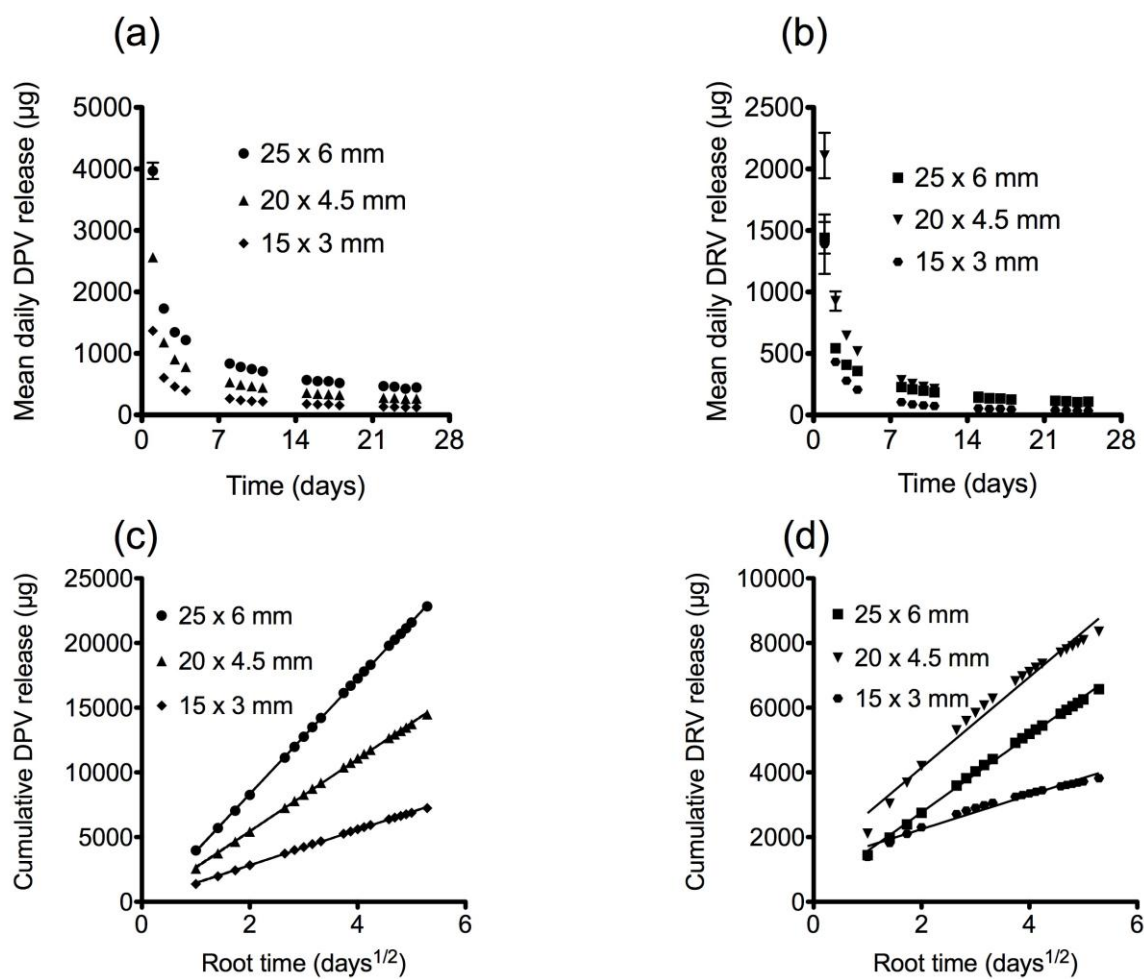 (a)
Mean daily DPV release (µg)
5000
4000
3000
2000
1000
0
25 x 6 mm
20 x 4.5 mm
15 x 3 mm
0 7 14 21 28
Time (days)
(b)
Mean daily DRV release (µg)
2500
2000
1500
1000
500
0
25 x 6 mm
20 x 4.5 mm
15 x 3 mm
0 7 14 21 28
Time (days)
(c)
Cumulative DPV release (µg)
25000
20000
15000
10000
5000
0
25 x 6 mm
20 x 4.5 mm
15 x 3 mm
0 2 4 6
Root time (days^1/2)
(d)
Cumulative DRV release (µg)
10000
8000
6000
4000
2000
0
25 x 6 mm
20 x 4.5 mm
15 x 3 mm
0 2 4 6
Root time (days^1/2)